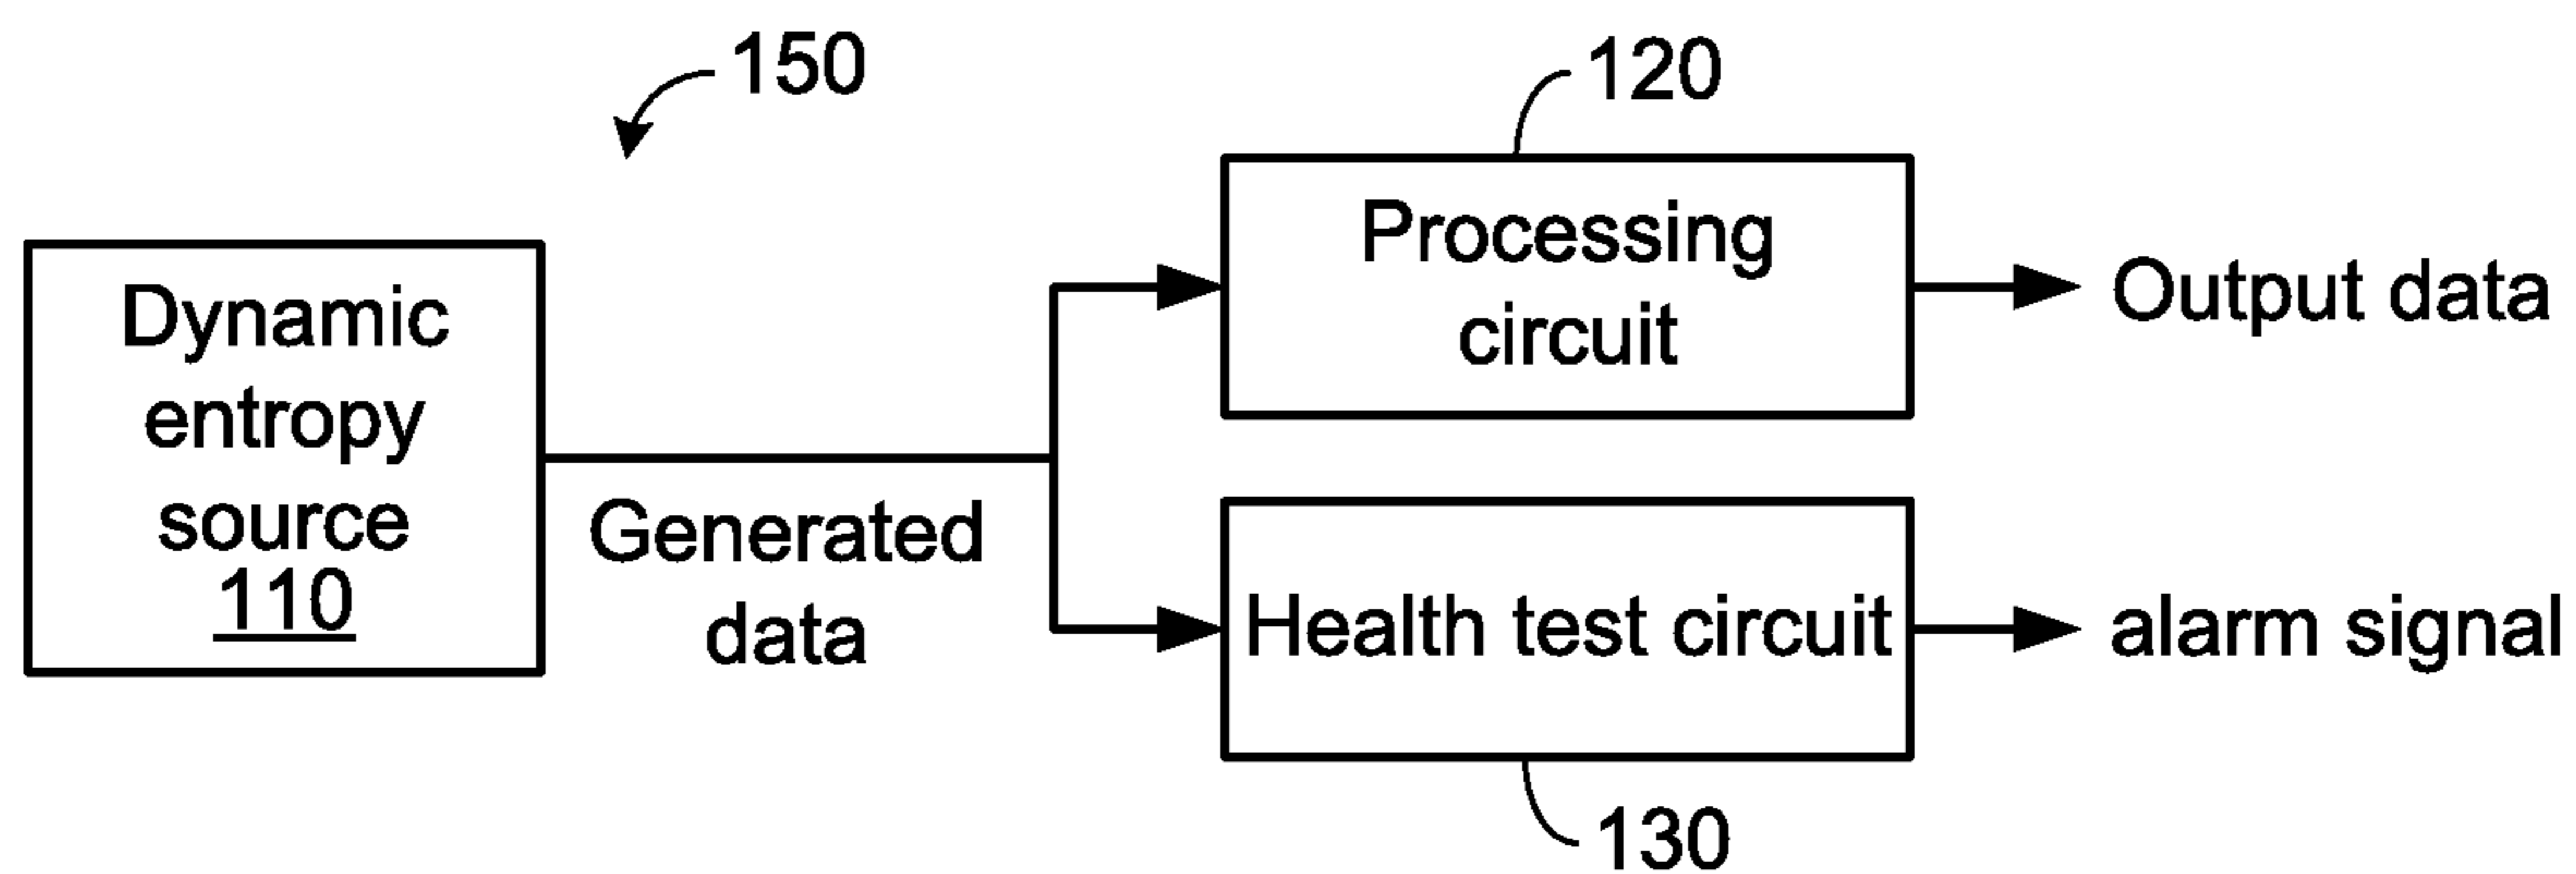 150
120
Dynamic
entropy
source
110
Generated
data
Processing
circuit
Output data
Health test circuit
alarm signal
130